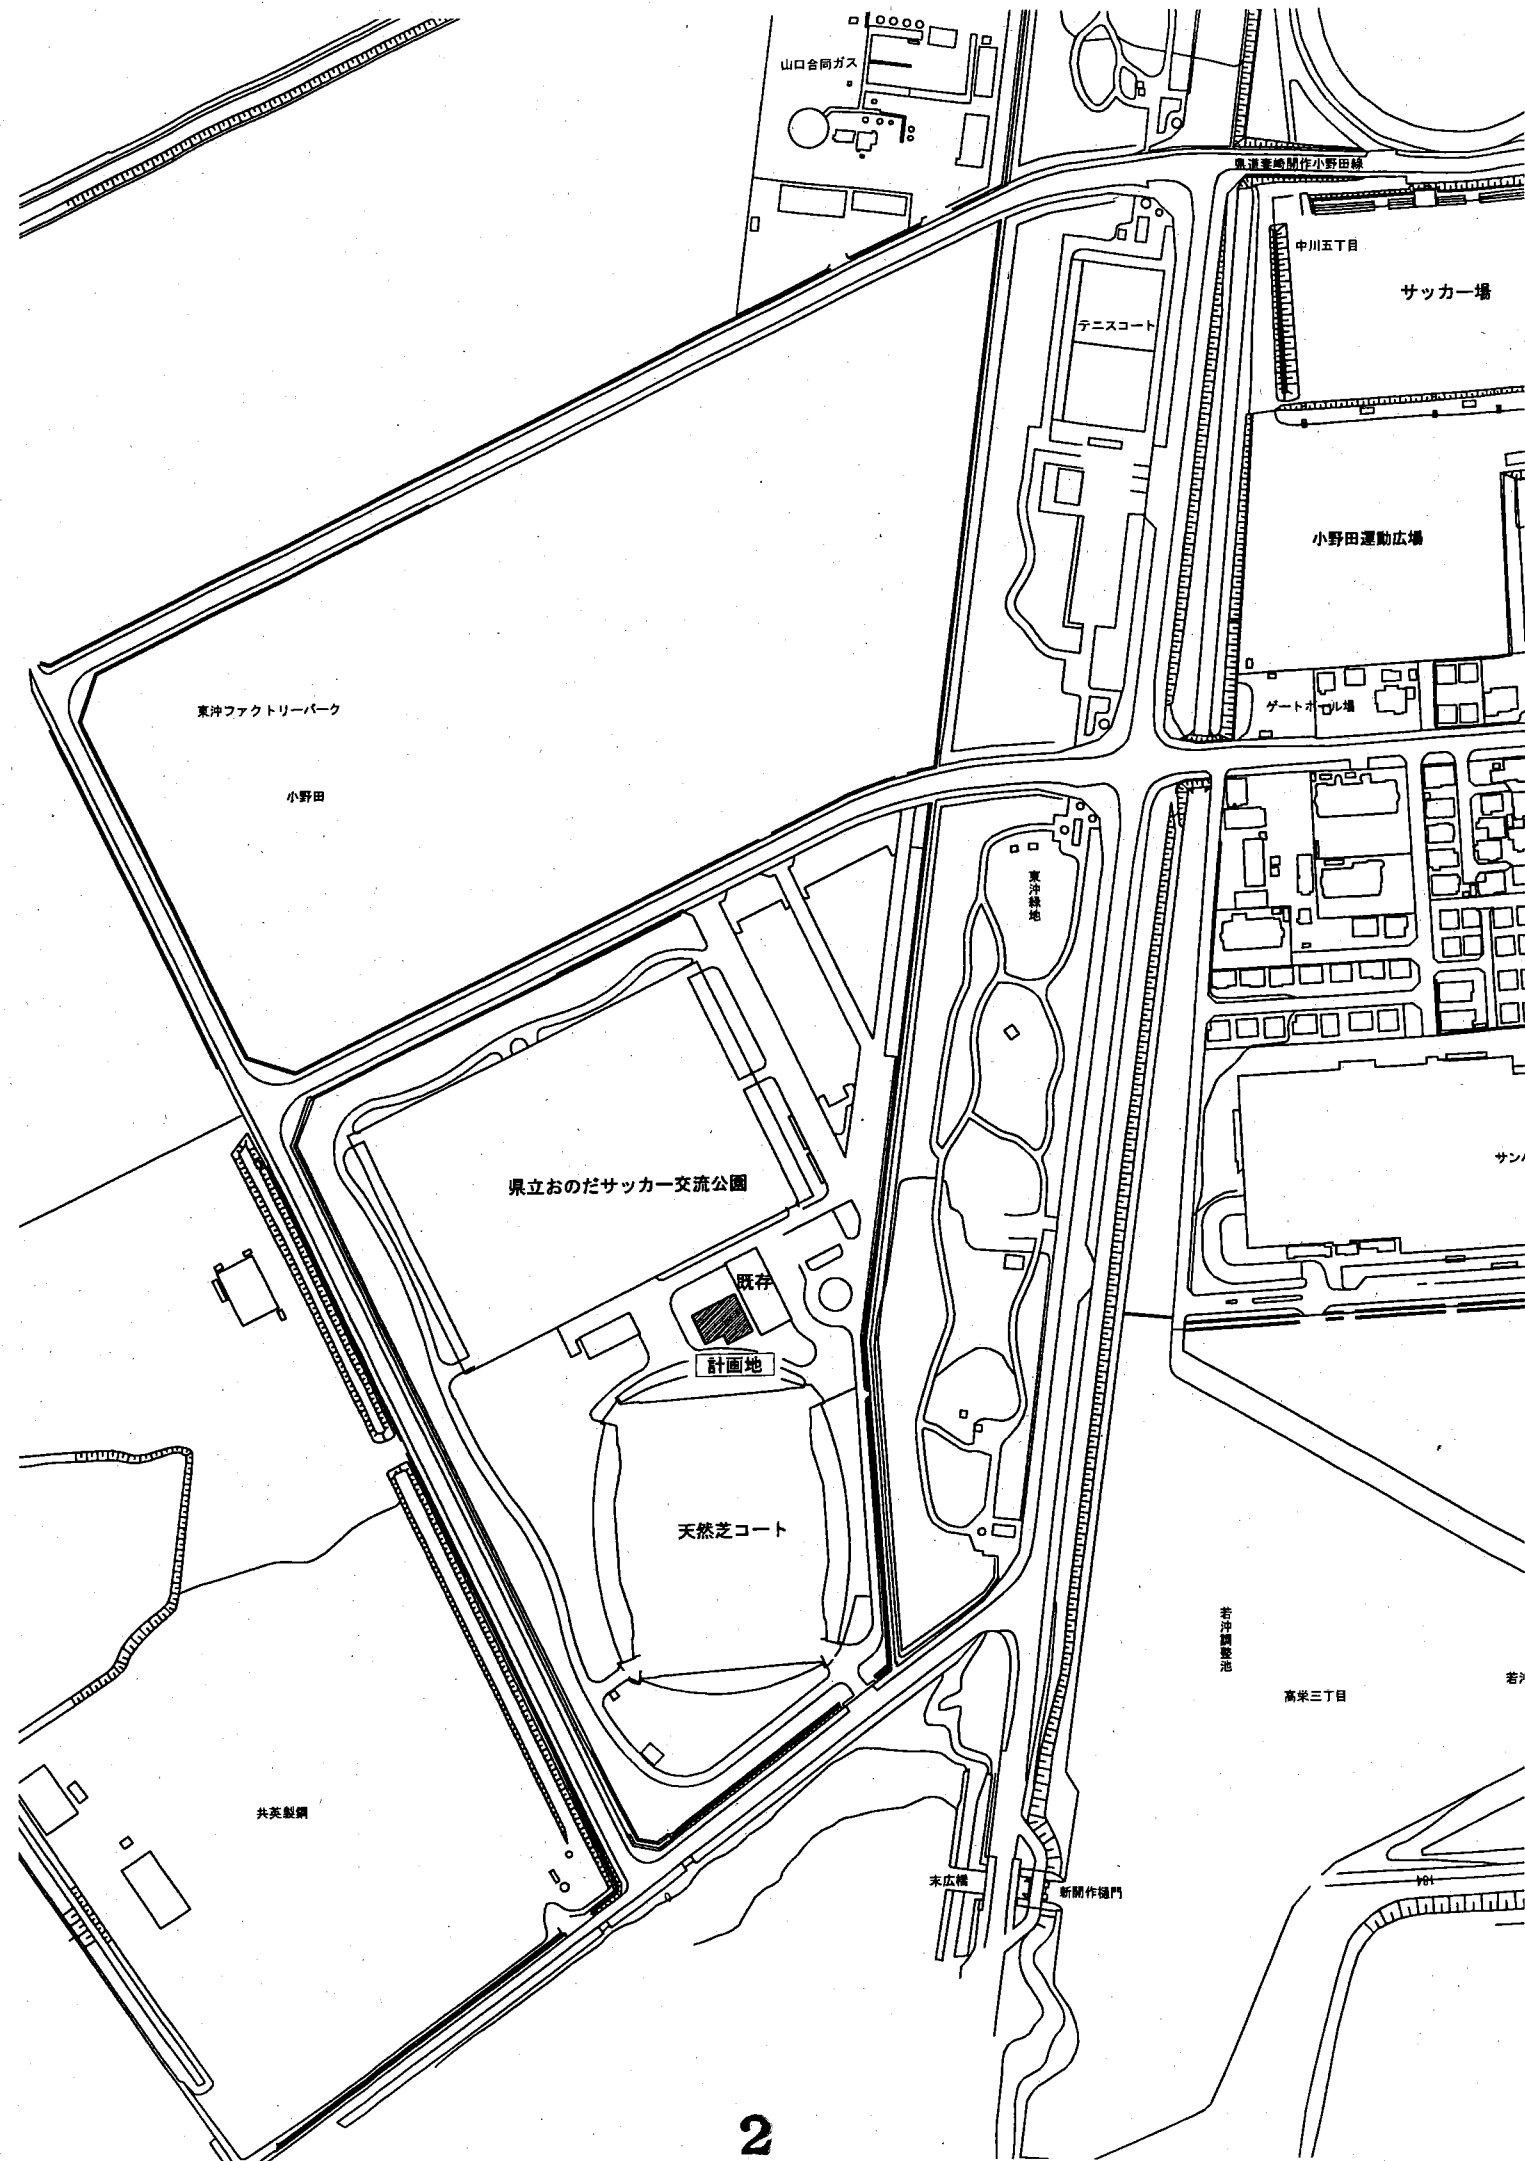 山口合同ガス
県道妻崎開作小野田線
中川五丁目
サッカー場
テニスコート
小野田運動広場
ゲートボール場
東沖ファクトリーパーク
小野田
東沖緑地
県立おのだサッカー交流公園
既存
計画地
天然芝コート
若沖調整池
高栄三丁目
共英製鋼
末広橋
新開作樋門
184
2